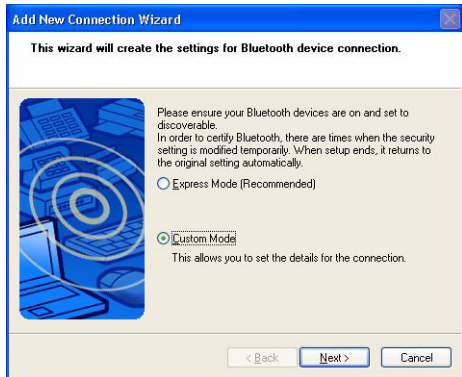 Add New Connection Wizard
This wizard will create the settings for Bluetooth device connection.
Please ensure your Bluetooth devices are on and set to
discoverable.
In order to certify Bluetooth, there are times when the security
setting is modified temporarily. When setup ends, it returns to
the original setting automatically.
Express Mode (Recommended)
Custom Mode
This allows you to set the details for the connection.
< Back Next > Cancel